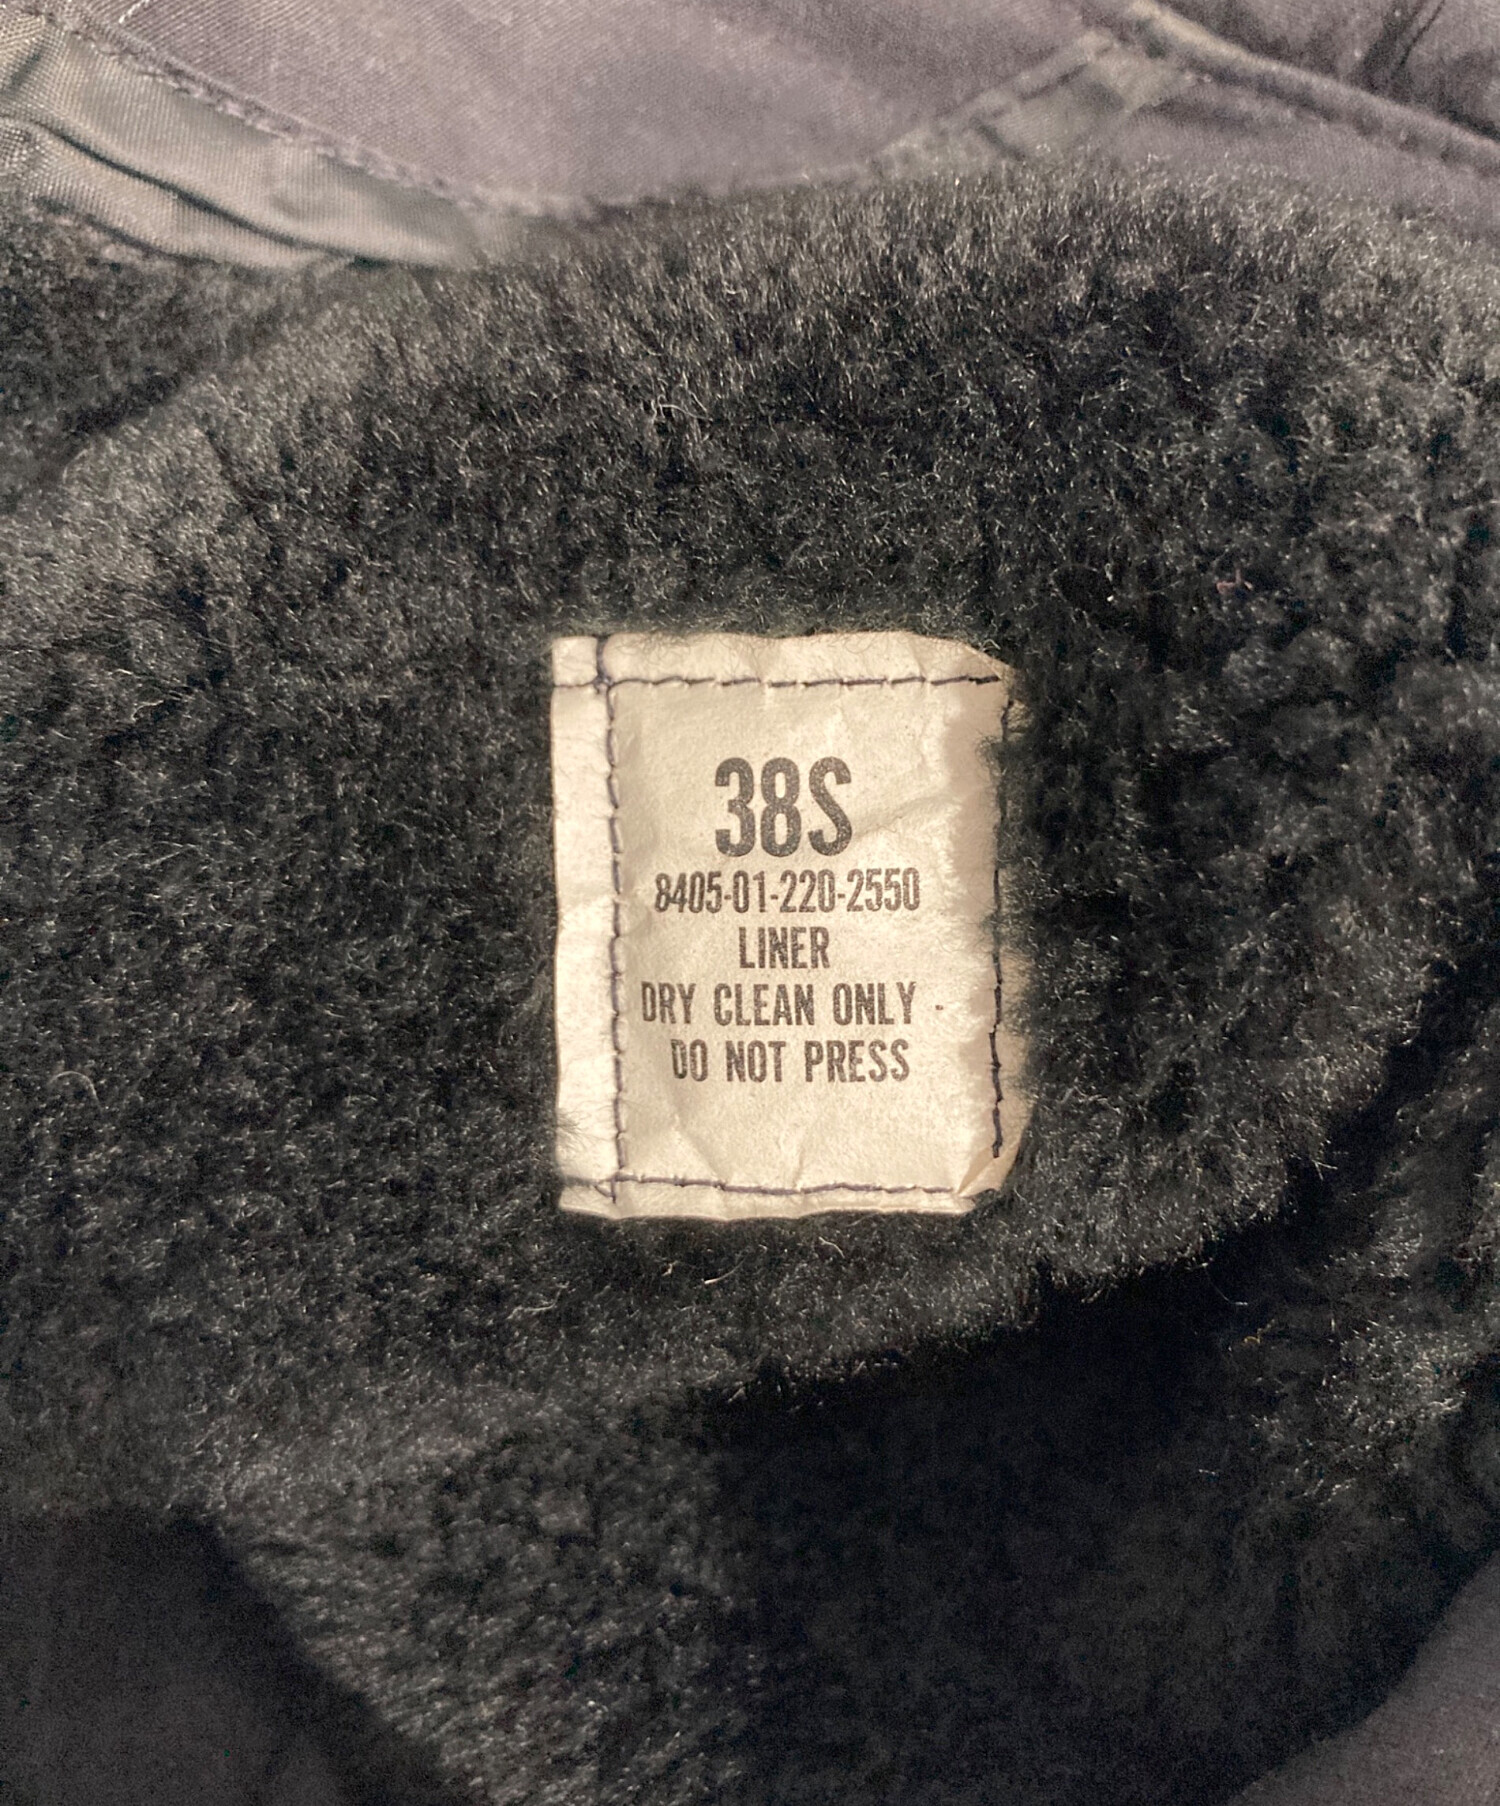 38S
8405-01-220-2550
LINER
DRY CLEAN ONLY -
DO NOT PRESS